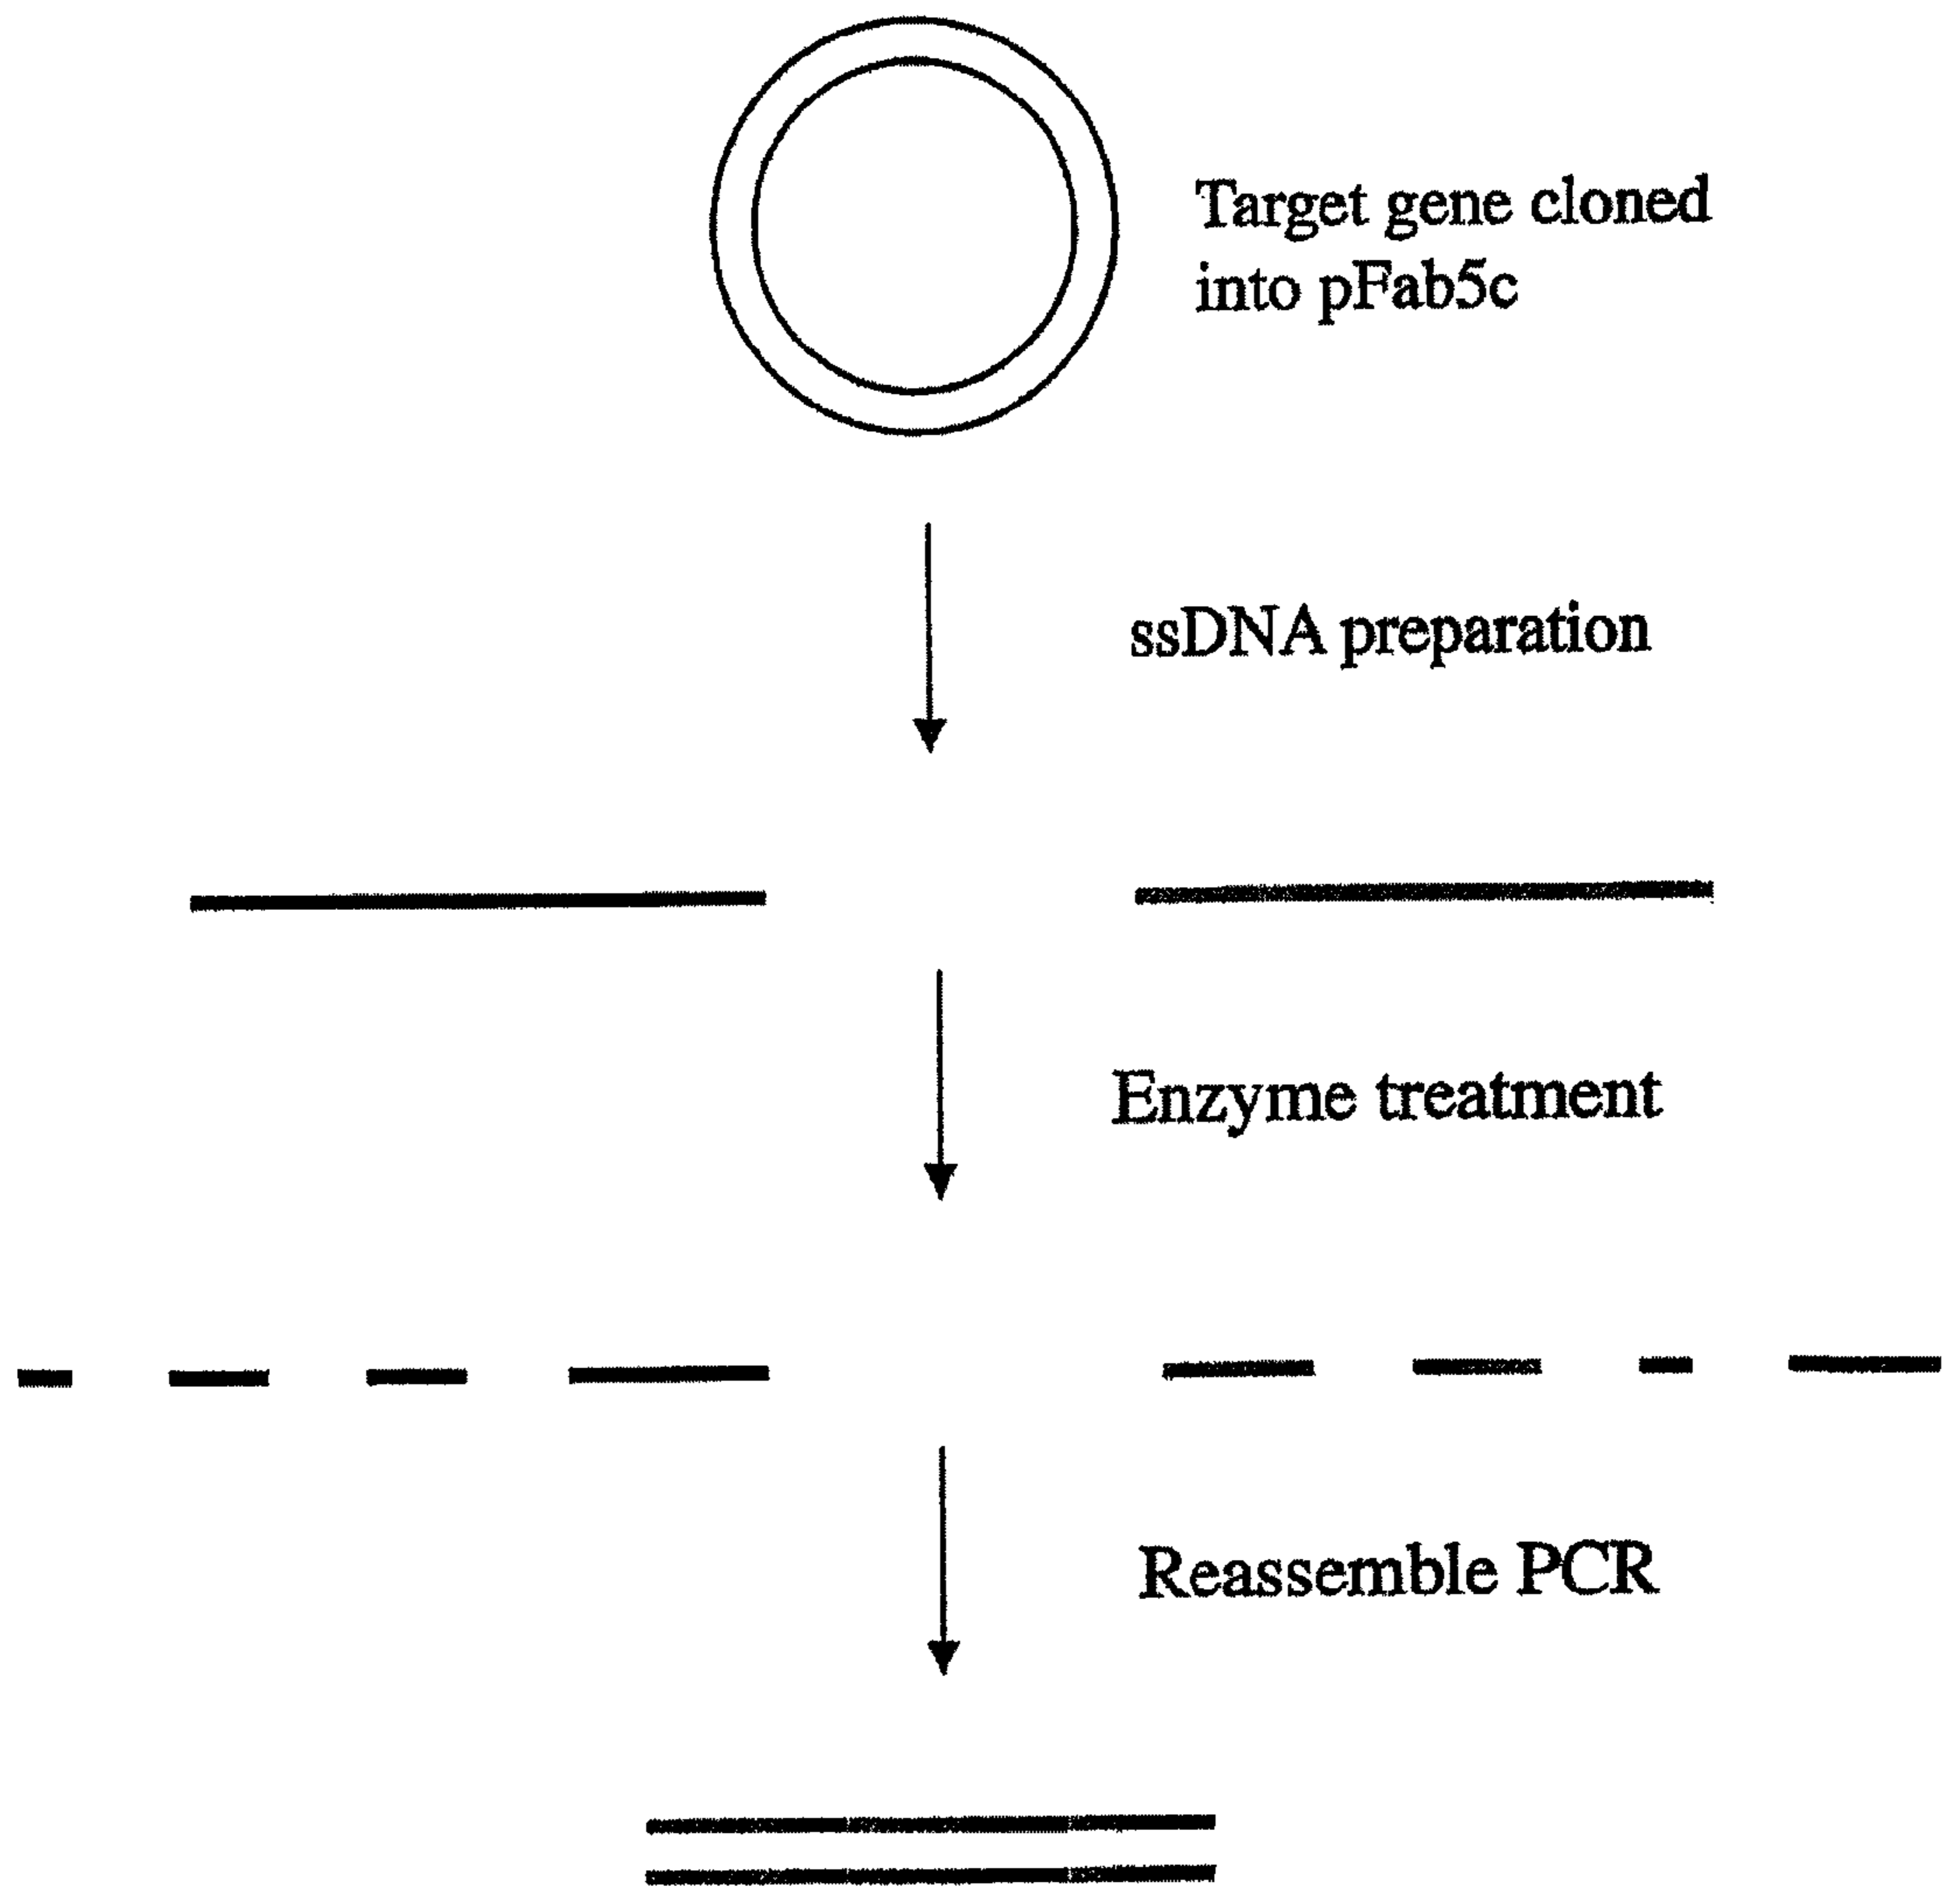 Target gene cloned
into pFab5c
ssDNA preparation
Enzyme treatment
Reassemble PCR